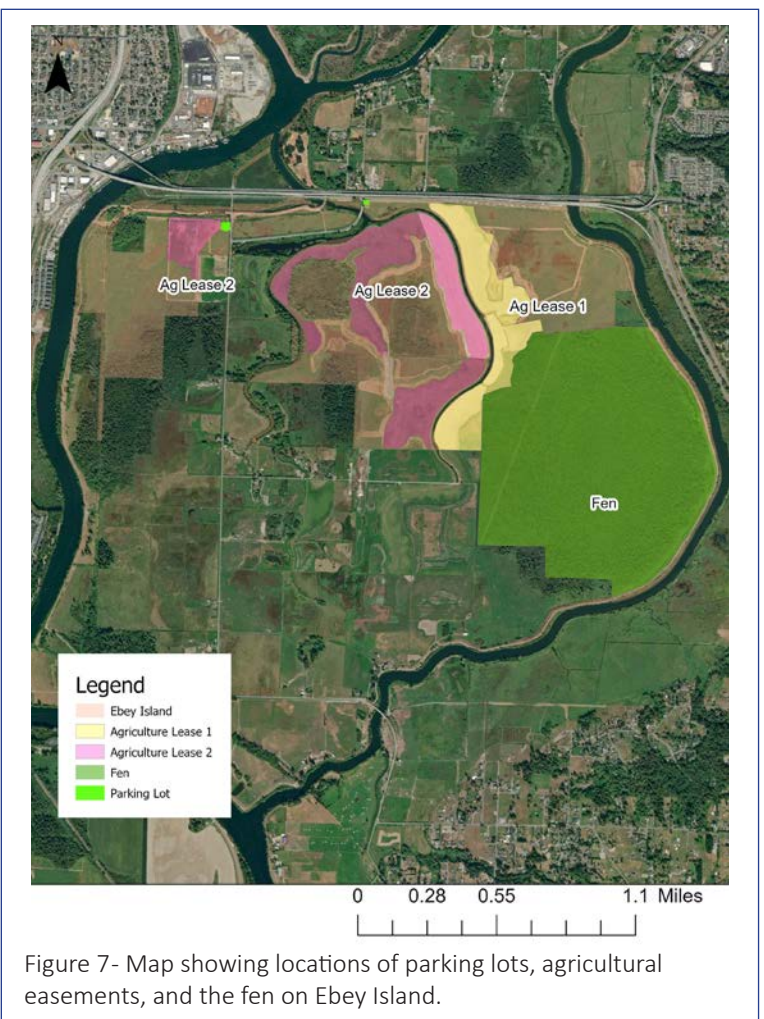 N
Ag Lease 2
Ag Lease 2
Ag Lease 1
Fen
Legend
Ebey Island
Agriculture Lease 1
Agriculture Lease 2
Fen
Parking Lot
0 0.28 0.55 1.1 Miles
Figure 7- Map showing locations of parking lots, agricultural
easements, and the fen on Ebey Island.